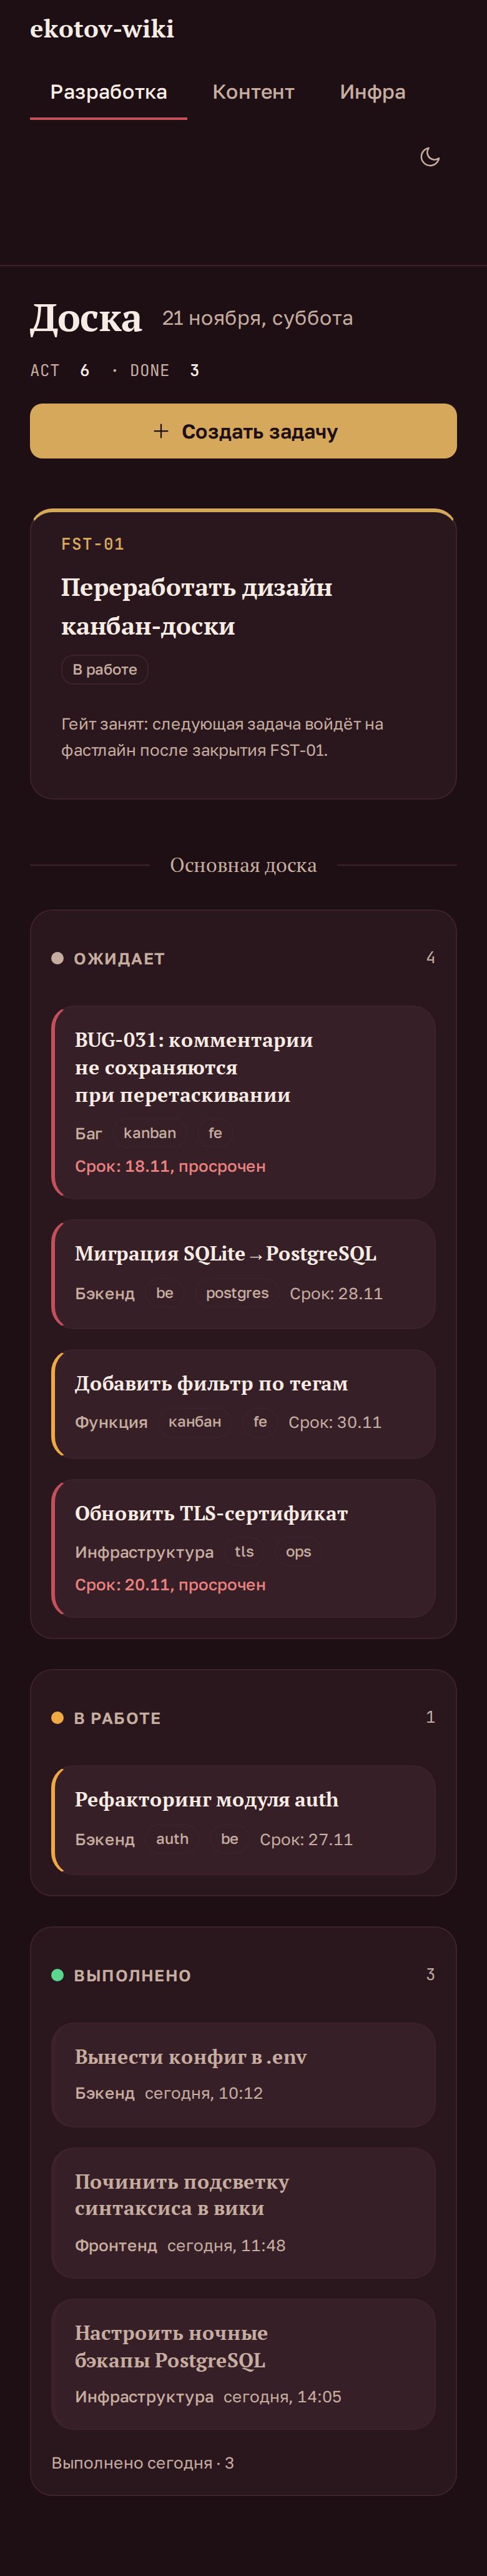 ekotov-wiki
Разработка Контент Инфра
Доска 21 ноября, суббота
ACT 6 · DONE 3
+ Создать задачу
FST-01
Переработать дизайн
канбан-доски
В работе
Гейт занят: следующая задача войдёт на
фастлайн после закрытия FST-01.
Основная доска
ОЖИДАЕТ 4
BUG-031: комментарии
не сохраняются
при перетаскивании
Баг kanban fe
Срок: 18.11, просрочен
Миграция SQLite→PostgreSQL
Бэкенд be postgres Срок: 28.11
Добавить фильтр по тегам
Функция канбан fe Срок: 30.11
Обновить TLS-сертификат
Инфраструктура tls ops
Срок: 20.11, просрочен
В РАБОТЕ 1
Рефакторинг модуля auth
Бэкенд auth be Срок: 27.11
ВЫПОЛНЕНО 3
Вынести конфиг в .env
Бэкенд сегодня, 10:12
Починить подсветку
синтаксиса в вики
Фронтенд сегодня, 11:48
Настроить ночные
бэкапы PostgreSQL
Инфраструктура сегодня, 14:05
Выполнено сегодня · 3